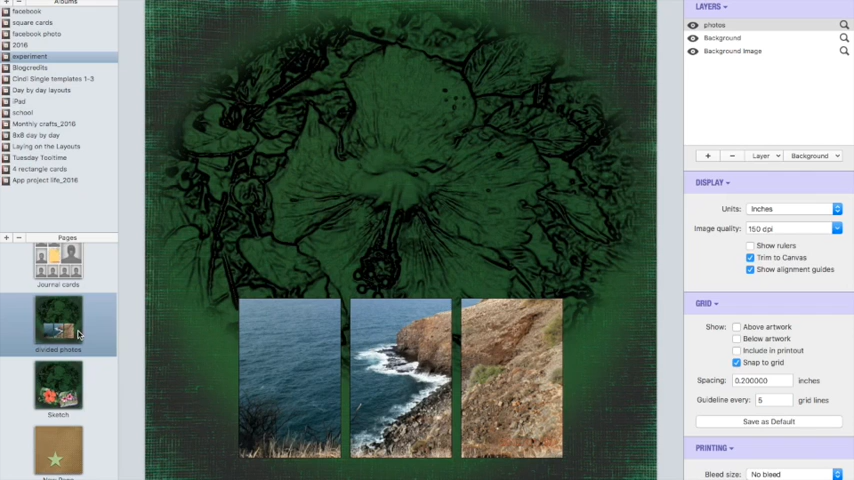 Albums
facebook
square cards
facebook photo
2016
experiment
Blogcredits
Cindi Single templates 1-3
Day by day layouts
iPad
school
Monthly crafts_2016
8x8 day by day
Laying on the Layouts
Tuesday Tooltime
4 rectangle cards
App project life_2016
+ − Pages
Journal cards
divided photos
Sketch
LAYERS
photos
Background
Background Image
+ − Layer Background
DISPLAY
Units: Inches
Image quality: 150 dpi
Show rulers
Trim to Canvas
Show alignment guides
GRID
Show: Above artwork
Below artwork
Include in printout
Snap to grid
Spacing: 0.200000 inches
Guideline every: 5 grid lines
Save as Default
PRINTING
Bleed size: No bleed